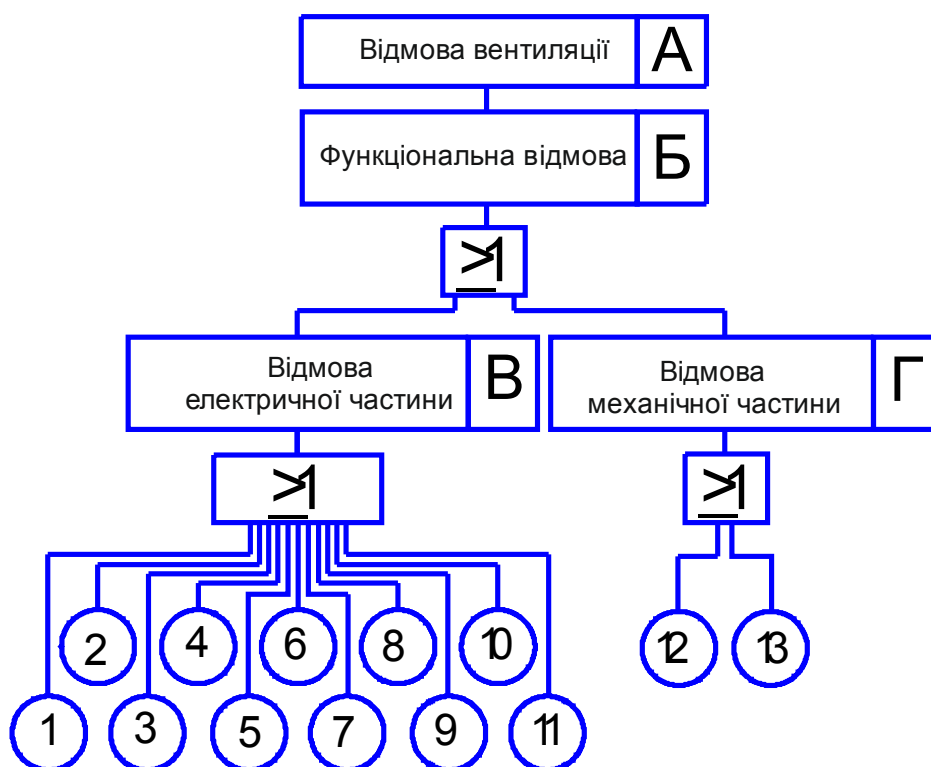 Відмова вентиляції А
Функціональна відмова Б
≥1
Відмова
електричної частини В
Відмова
механічної частини Г
≥1
≥1
2 4 6 8 10 12 13
1 3 5 7 9 11